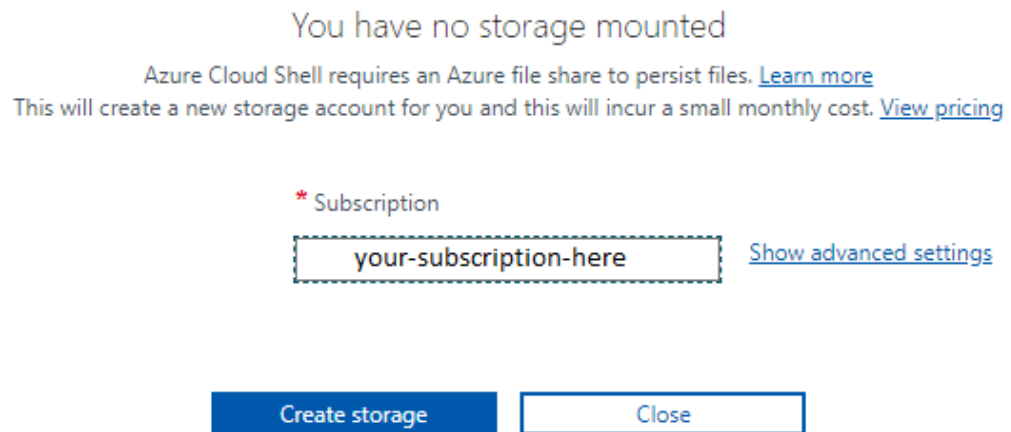 You have no storage mounted
Azure Cloud Shell requires an Azure file share to persist files. Learn more
This will create a new storage account for you and this will incur a small monthly cost. View pricing
* Subscription
your-subscription-here
Show advanced settings
Create storage
Close